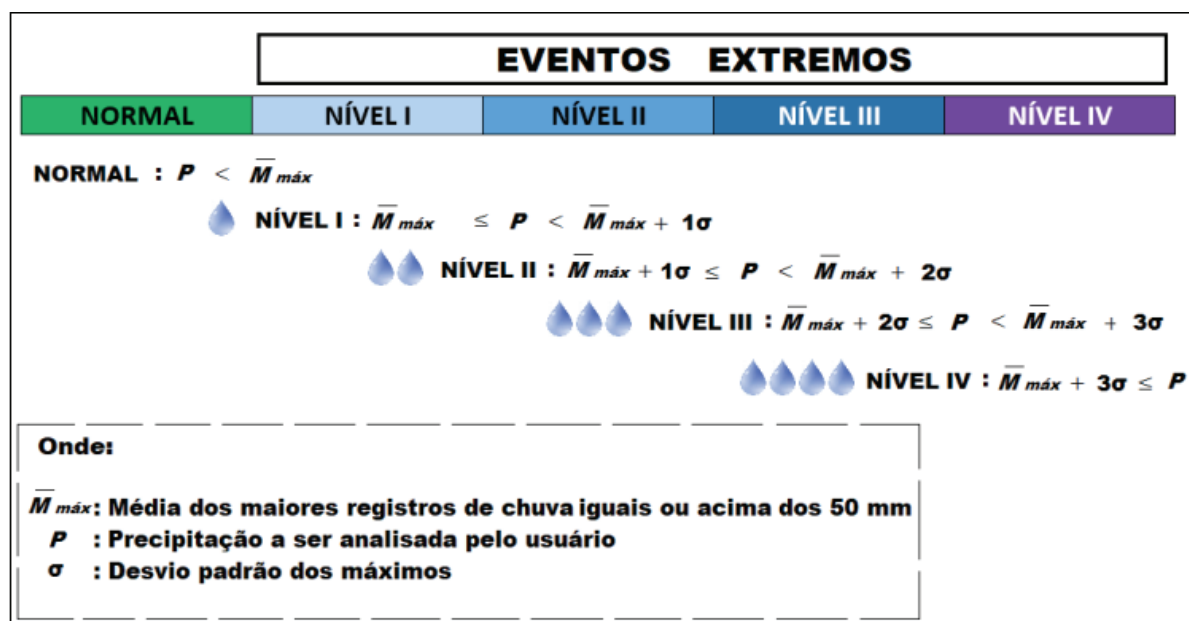 EVENTOS EXTREMOS
NORMAL NÍVEL I NÍVEL II NÍVEL III NÍVEL IV
NORMAL : P < M̅ máx
NÍVEL I : M̅ máx ≤ P < M̅ máx + 1σ
NÍVEL II : M̅ máx + 1σ ≤ P < M̅ máx + 2σ
NÍVEL III : M̅ máx + 2σ ≤ P < M̅ máx + 3σ
NÍVEL IV : M̅ máx + 3σ ≤ P
Onde:
M̅ máx: Média dos maiores registros de chuva iguais ou acima dos 50 mm
P : Precipitação a ser analisada pelo usuário
σ : Desvio padrão dos máximos